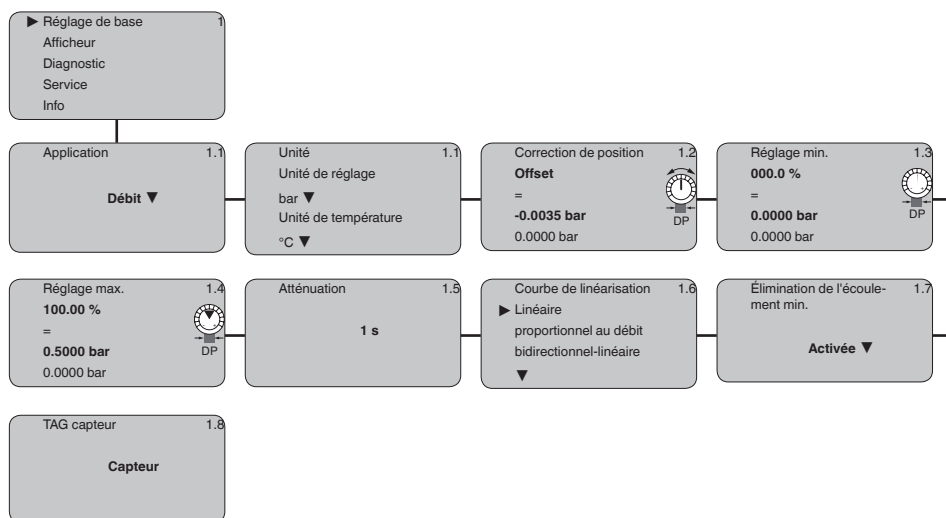 ▶ Réglage de base 1
Afficheur
Diagnostic
Service
Info
Application 1.1
Débit ▼
Unité 1.1
Unité de réglage
bar ▼
Unité de température
°C ▼
Correction de position 1.2
Offset
=
-0.0035 bar
0.0000 bar
DP
Réglage min. 1.3
000.0 %
=
0.0000 bar
0.0000 bar
DP
Réglage max. 1.4
100.00 %
=
0.5000 bar
0.0000 bar
DP
Atténuation 1.5
1 s
Courbe de linéarisation 1.6
▶ Linéaire
proportionnel au débit
bidirectionnel-linéaire
▼
Élimination de l'écoule- 1.7
ment min.
Activée ▼
TAG capteur 1.8
Capteur